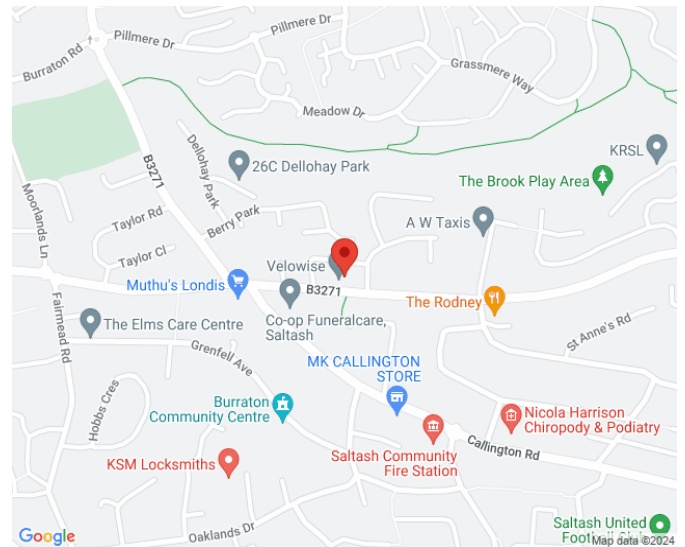 Pillmere Dr
Pillmere Dr
Burraton Rd
Grassmere Way
Meadow Dr
KRSL
B3271
Dellohay Park
26C Dellohay Park
The Brook Play Area
Moorlands Ln
Taylor Rd
Berry Park
A W Taxis
Taylor Cl
Velowise
Muthu's Londis
B3271
The Rodney
Fairmead Rd
The Elms Care Centre
Co-op Funeralcare,
Saltash
St Anne's Rd
Grenfell Ave
MK CALLINGTON
STORE
Hobbs Cres
Burraton
Community Centre
Nicola Harrison
Chiropody & Podiatry
KSM Locksmiths
Saltash Community
Fire Station
Callington Rd
Oaklands Dr
Saltash United
Google
Map data ©2024